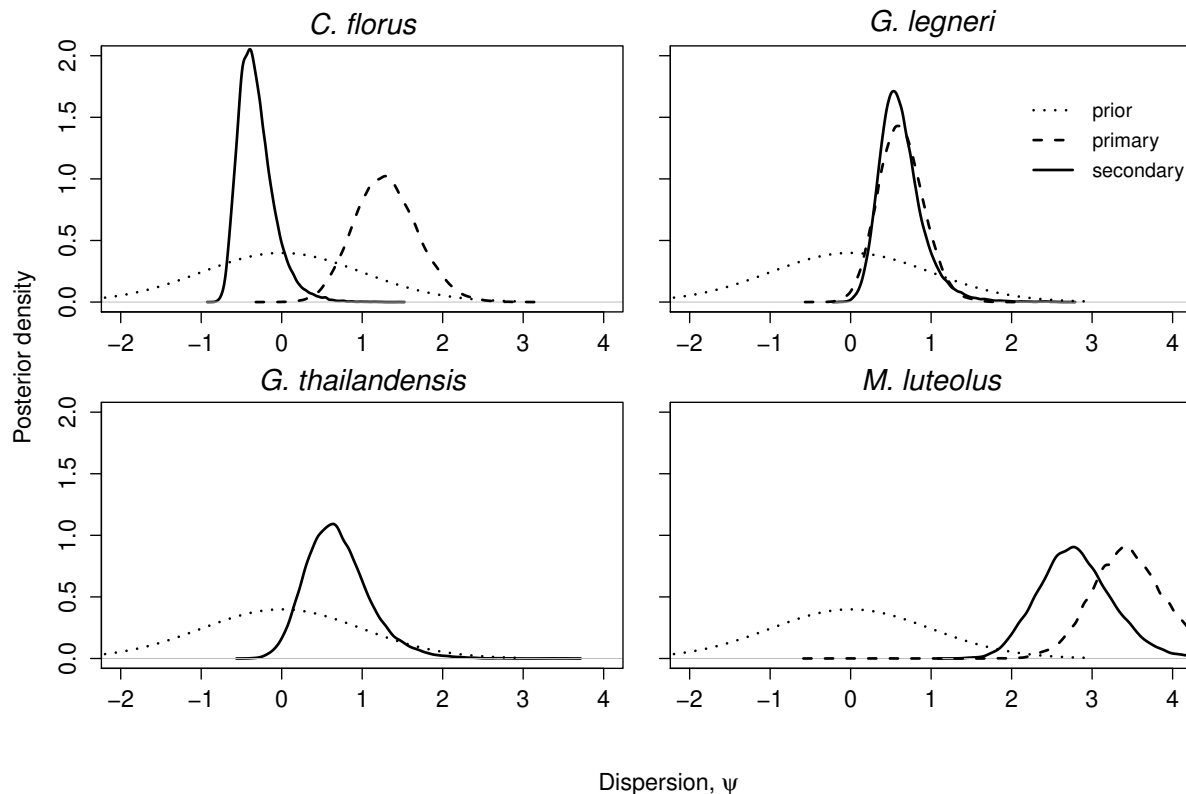 C. florus
G. legneri
0.0 0.5 1.0 1.5 2.0
−2 −1 0 1 2 3 4
prior
primary
secondary
−2 −1 0 1 2 3 4
G. thailandensis
M. luteolus
0.0 0.5 1.0 1.5 2.0
−2 −1 0 1 2 3 4
−2 −1 0 1 2 3 4
Posterior density
Dispersion, ψ